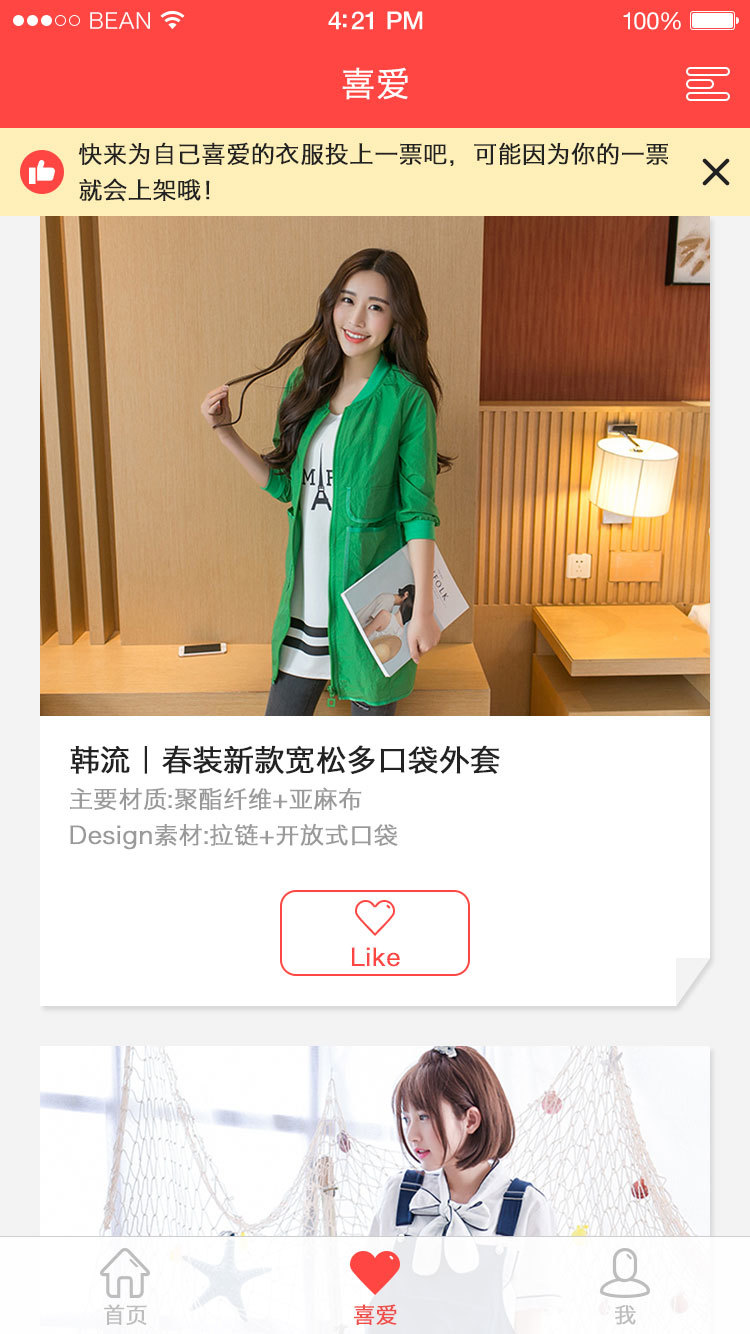 BEAN
4:21 PM
100%
喜爱
快来为自己喜爱的衣服投上一票吧，可能因为你的一票
就会上架哦！
FOLK
韩流丨春装新款宽松多口袋外套
主要材质:聚酯纤维+亚麻布
Design素材:拉链+开放式口袋
Like
首页
喜爱
我